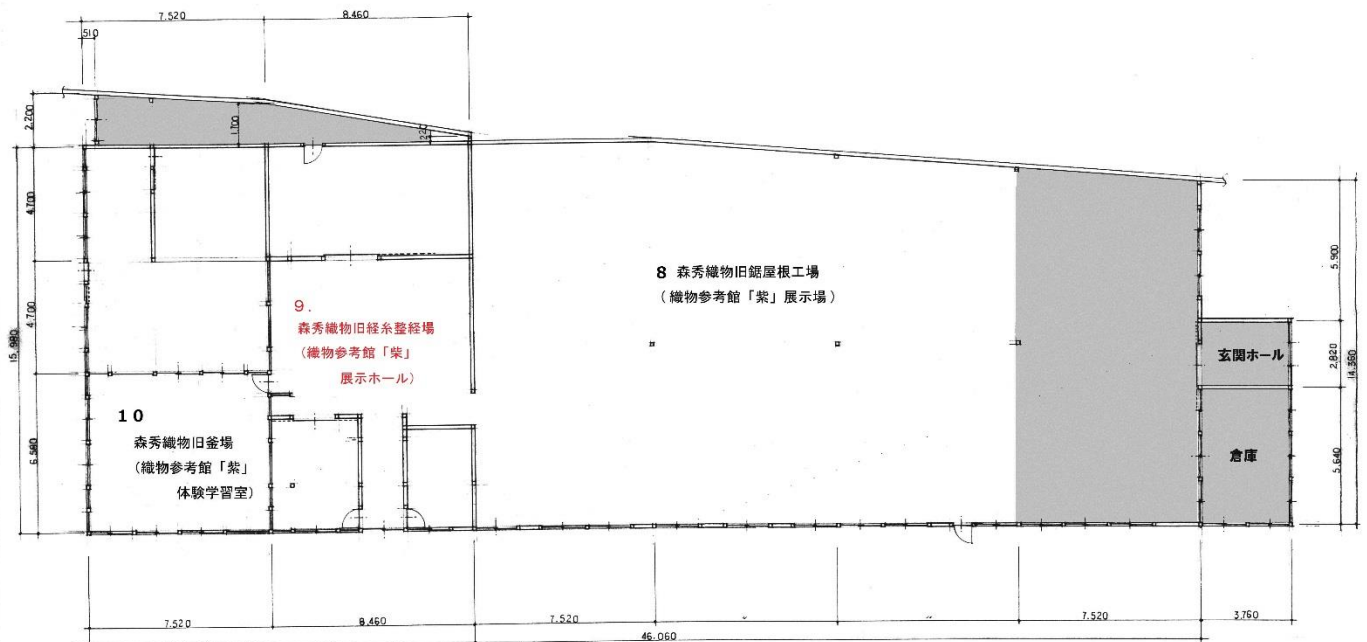 7.520
8.460
510
2.200
1.700
220
4.700
4.700
15.980
6.580
8 森秀織物旧鋸屋根工場
(織物参考館「紫」展示場)
9.
森秀織物旧経糸整経場
(織物参考館「柴」
展示ホール)
10
森秀織物旧釜場
(織物参考館「紫」
体験学習室)
玄関ホール
倉庫
5.900
2.820
14.360
5.640
7.520
8.460
7.520
〃
〃
7.520
3.760
46.060